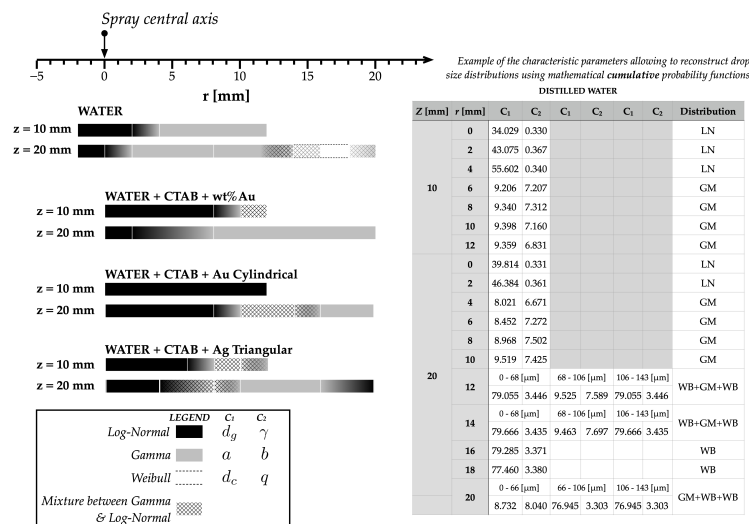 Spray central axis
−5 0 5 10 15 20
r [mm]
WATER
z = 10 mm
z = 20 mm
WATER + CTAB + wt% Au
z = 10 mm
z = 20 mm
WATER + CTAB + Au Cylindrical
z = 10 mm
z = 20 mm
WATER + CTAB + Ag Triangular
z = 10 mm
z = 20 mm
LEGEND C₁ C₂
Log-Normal d_g γ
Gamma a b
Weibull d_c q
Mixture between Gamma
& Log-Normal
Example of the characteristic parameters allowing to reconstruct drop
size distributions using mathematical cumulative probability functions
DISTILLED WATER
Z [mm] r [mm] C₁ C₂ C₁ C₂ C₁ C₂ Distribution
10
0 34.029 0.330 LN
2 43.075 0.367 LN
4 55.602 0.340 LN
6 9.206 7.207 GM
8 9.340 7.312 GM
10 9.398 7.160 GM
12 9.359 6.831 GM
20
0 39.814 0.331 LN
2 46.384 0.361 LN
4 8.021 6.671 GM
6 8.452 7.272 GM
8 8.968 7.502 GM
10 9.519 7.425 GM
0 - 68 [μm] 68 - 106 [μm] 106 - 143 [μm]
12 79.055 3.446 9.525 7.589 79.055 3.446 WB+GM+WB
0 - 68 [μm] 68 - 106 [μm] 106 - 143 [μm]
14 79.666 3.435 9.463 7.697 79.666 3.435 WB+GM+WB
16 79.285 3.371 WB
18 77.460 3.380 WB
0 - 66 [μm] 66 - 106 [μm] 106 - 143 [μm]
20 8.732 8.040 76.945 3.303 76.945 3.303 GM+WB+WB